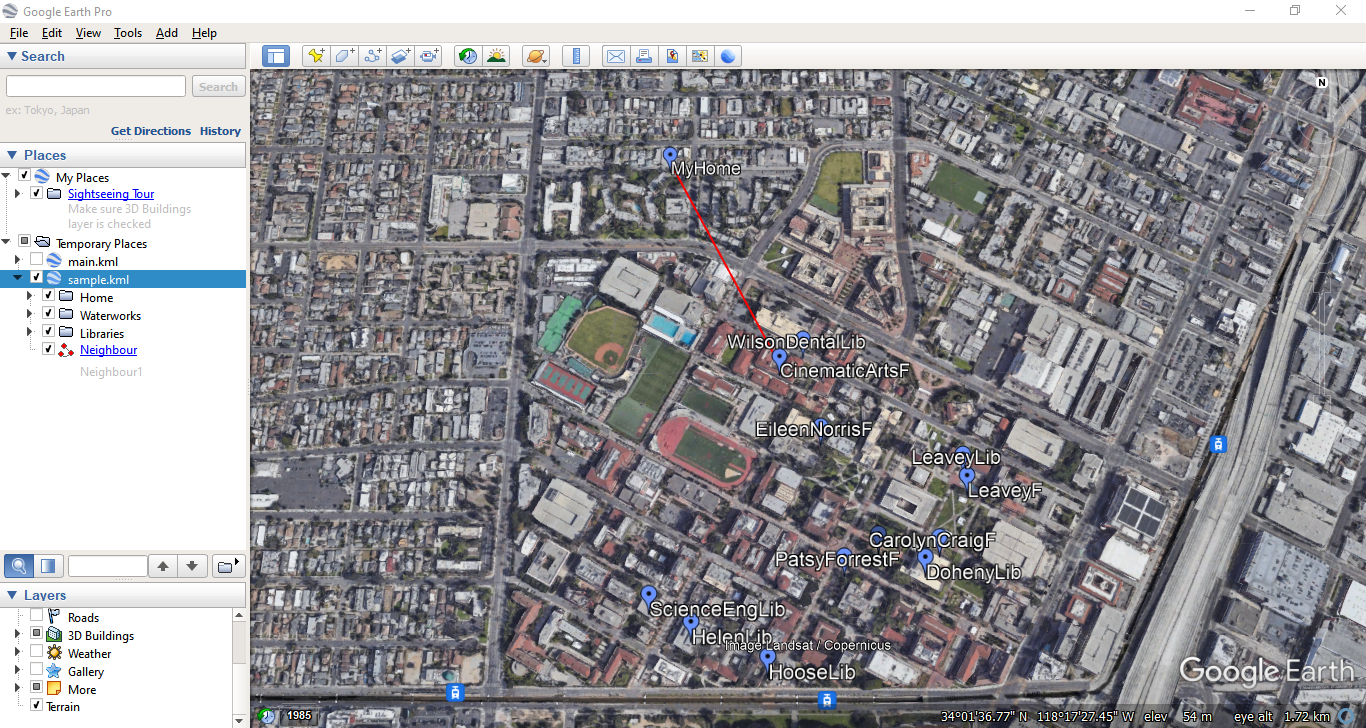 Google Earth Pro
File Edit View Tools Add Help
Search
Search
ex: Tokyo, Japan
Get Directions History
Places
My Places
Sightseeing Tour
Make sure 3D Buildings
layer is checked
Temporary Places
main.kml
sample.kml
Home
Waterworks
Libraries
Neighbour
Neighbour1
Layers
Roads
3D Buildings
Weather
Gallery
More
Terrain
N
MyHome
WilsonDentalLib
CinematicArtsF
EileenNorrisF
LeaveyLib
LeaveyF
CarolynCraigF
PatsyForrestF
DohenyLib
ScienceEngLib
HelenLib
Image Landsat / Copernicus
HooseLib
Google Earth
1985
34°01'36.77" N 118°17'27.45" W elev 54 m eye alt 1.72 km